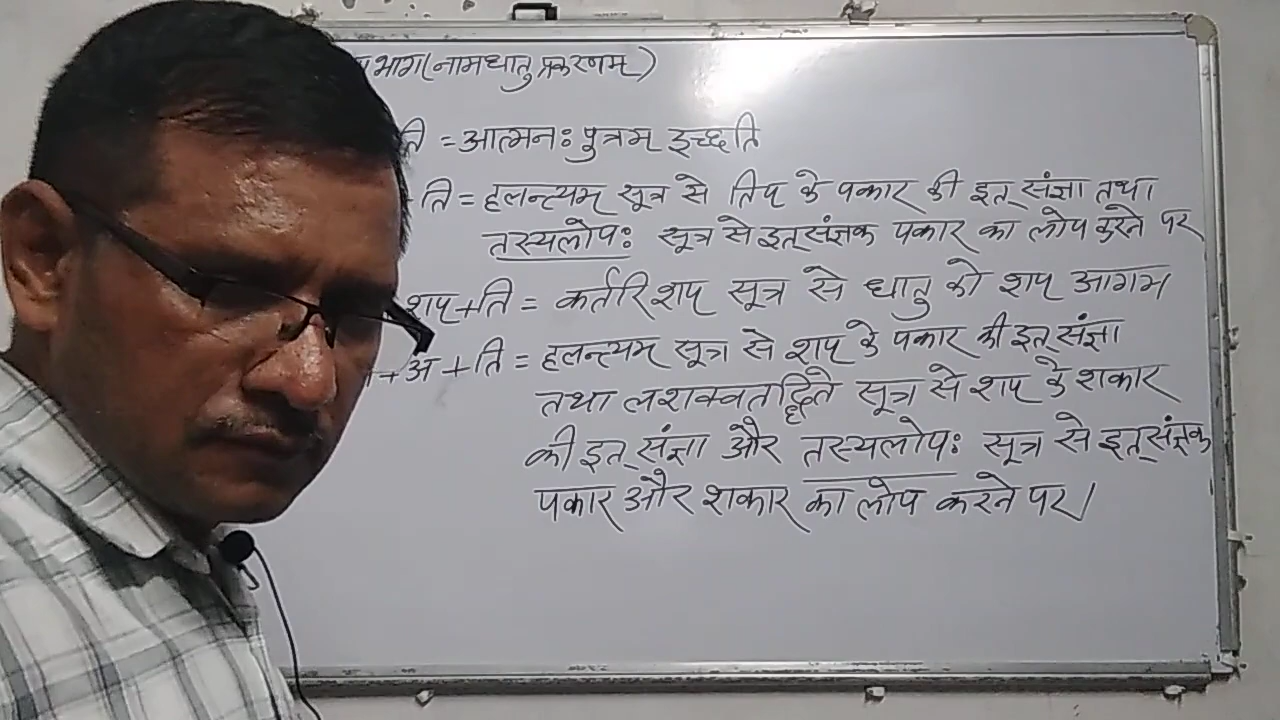 भाग(नामधातु प्रकरणम्)
ति = आत्मनः पुत्रम् इच्छति
ति = हलन्त्यम् सूत्र से तिप् के पकार की इत् संज्ञा तथा
तस्यलोपः सूत्र से इत्संज्ञक पकार का लोप करने पर
शप्+ति = कर्तरि शप् सूत्र से धातु को शप् आगम
+अ+ति = हलन्त्यम् सूत्र से शप् के पकार की इत् संज्ञा
तथा लशक्वतद्धिते सूत्र से शप् के शकार
की इत् संज्ञा और तस्यलोपः सूत्र से इत्संज्ञक
पकार और शकार का लोप करने पर।